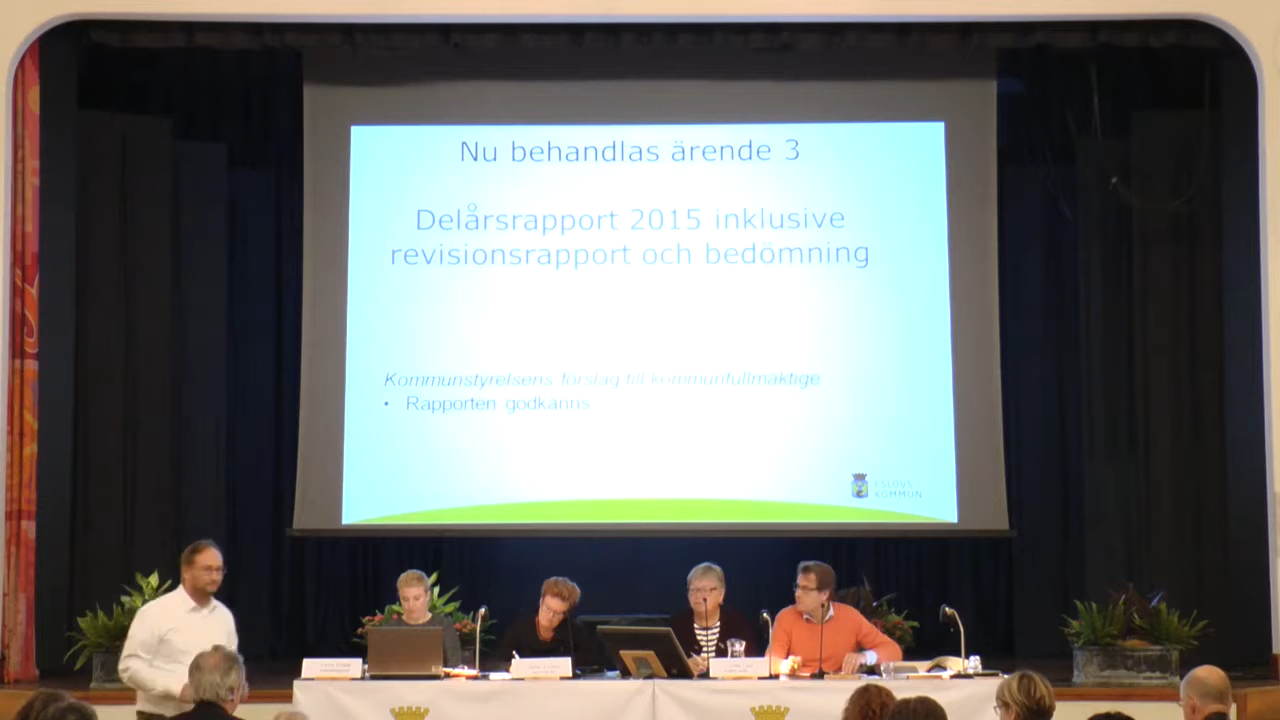 Nu behandlas ärende 3
Delårsrapport 2015 inklusive
revisionsrapport och bedömning
Kommunstyrelsens förslag till kommunfullmäktige
• Rapporten godkänns
ESLÖVS
KOMMUN